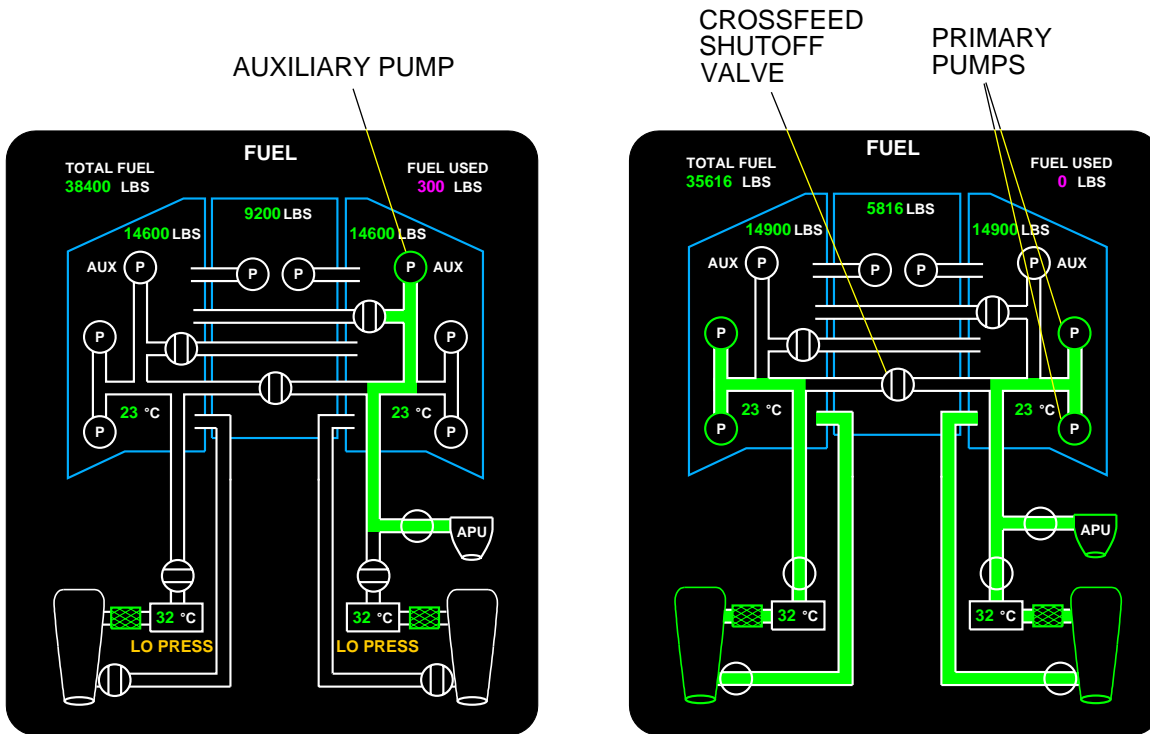 AUXILIARY PUMP
CROSSFEED
SHUTOFF
VALVE
PRIMARY
PUMPS
FUEL
TOTAL FUEL
38400 LBS
FUEL USED
300 LBS
9200 LBS
14600 LBS
14600 LBS
AUX
P
P
P
P
AUX
P
P
23 °C
23 °C
P
P
APU
32 °C
32 °C
LO PRESS
LO PRESS
FUEL
TOTAL FUEL
35616 LBS
FUEL USED
0 LBS
5816 LBS
14900 LBS
14900 LBS
AUX
P
P
P
P
AUX
P
P
23 °C
23 °C
P
P
APU
32 °C
32 °C